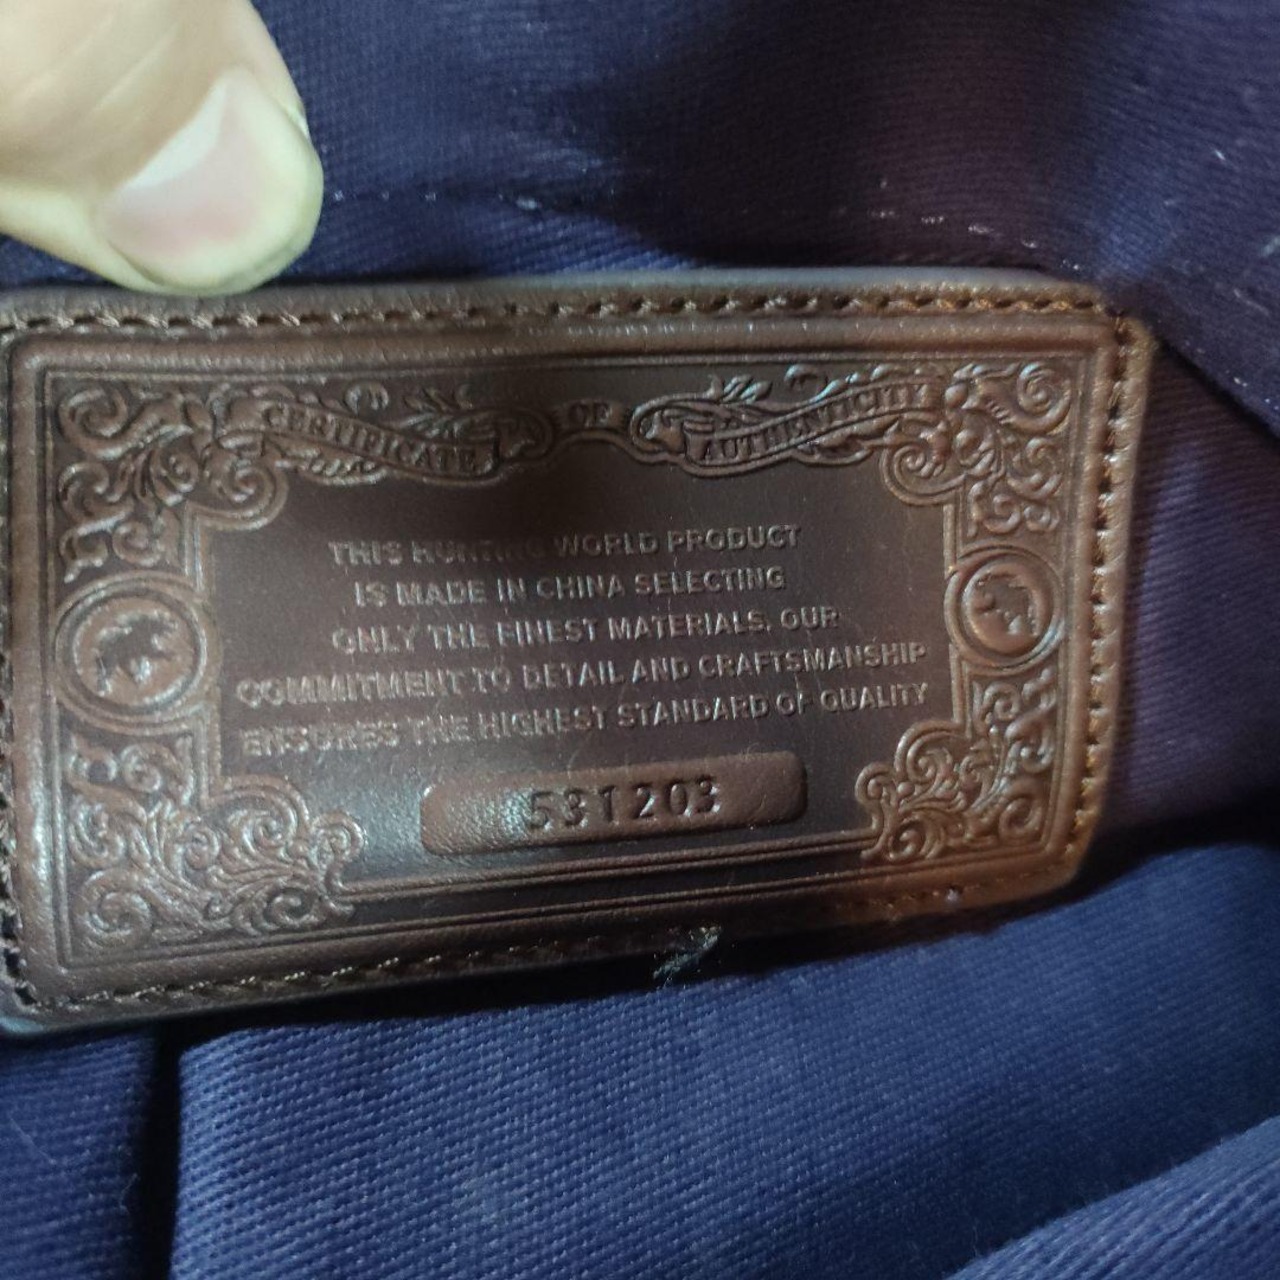 CERTIFICATE OF AUTHENTICITY
THIS HUNTING WORLD PRODUCT
IS MADE IN CHINA SELECTING
ONLY THE FINEST MATERIALS. OUR
COMMITMENT TO DETAIL AND CRAFTSMANSHIP
ENSURES THE HIGHEST STANDARD OF QUALITY
531203